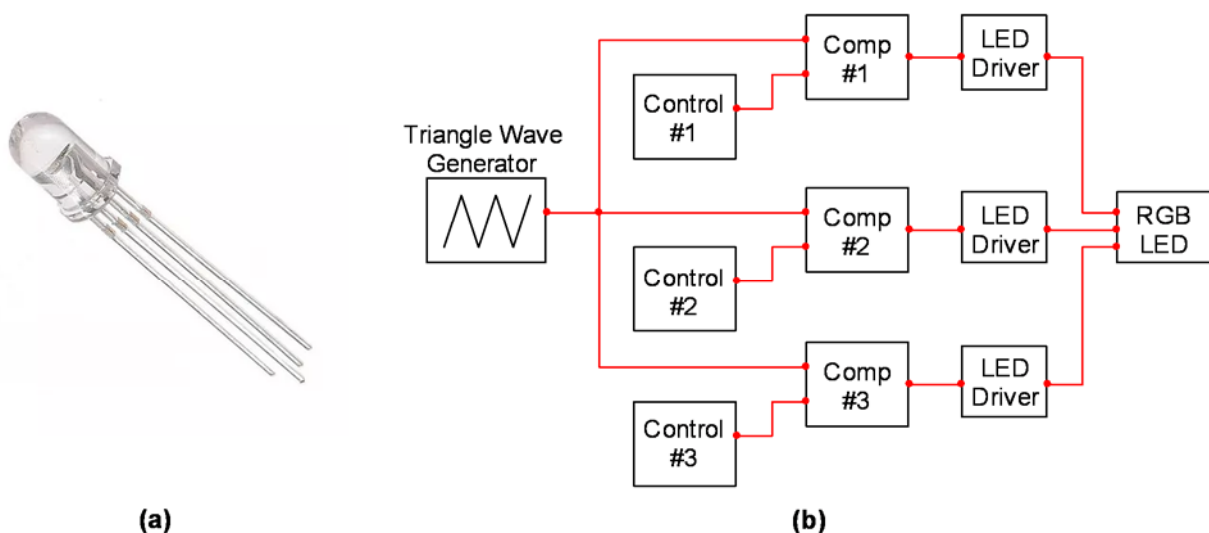 Comp
#1
LED
Driver
Control
#1
Triangle Wave
Generator
Comp
#2
LED
Driver
RGB
LED
Control
#2
Comp
#3
LED
Driver
Control
#3
(a)
(b)